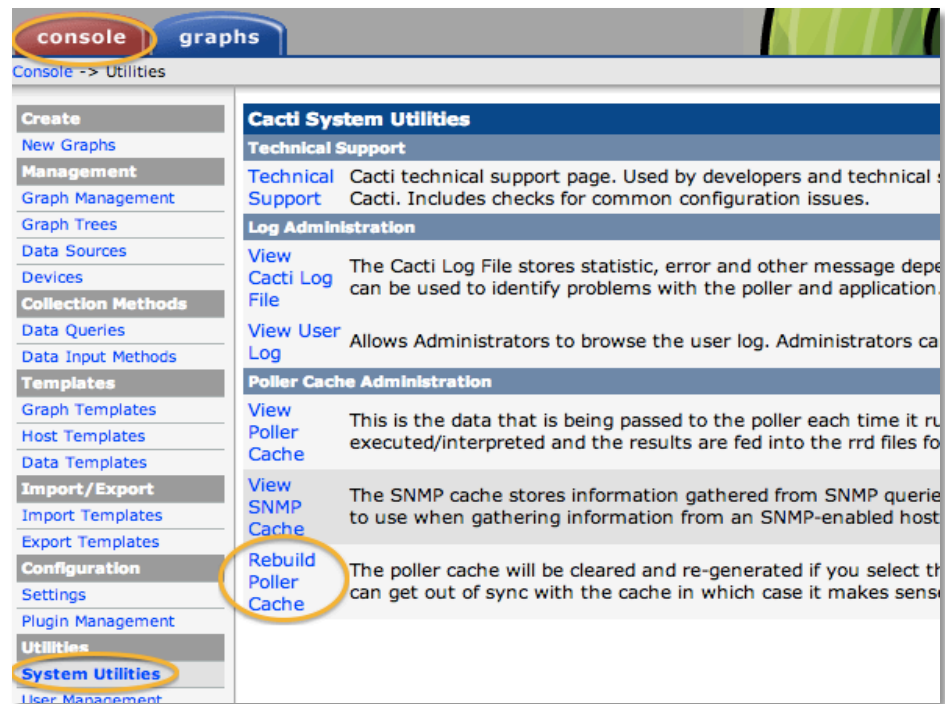 console graphs
Console -> Utilities
Create
New Graphs
Management
Graph Management
Graph Trees
Data Sources
Devices
Collection Methods
Data Queries
Data Input Methods
Templates
Graph Templates
Host Templates
Data Templates
Import/Export
Import Templates
Export Templates
Configuration
Settings
Plugin Management
Utilities
System Utilities
User Management
Cacti System Utilities
Technical Support
Technical
Support
Cacti technical support page. Used by developers and technical
Cacti. Includes checks for common configuration issues.
Log Administration
View
Cacti Log
File
The Cacti Log File stores statistic, error and other message depe
can be used to identify problems with the poller and application.
View User
Log
Allows Administrators to browse the user log. Administrators ca
Poller Cache Administration
View
Poller
Cache
This is the data that is being passed to the poller each time it ru
executed/interpreted and the results are fed into the rrd files fo
View
SNMP
Cache
The SNMP cache stores information gathered from SNMP querie
to use when gathering information from an SNMP-enabled host
Rebuild
Poller
Cache
The poller cache will be cleared and re-generated if you select th
can get out of sync with the cache in which case it makes sens